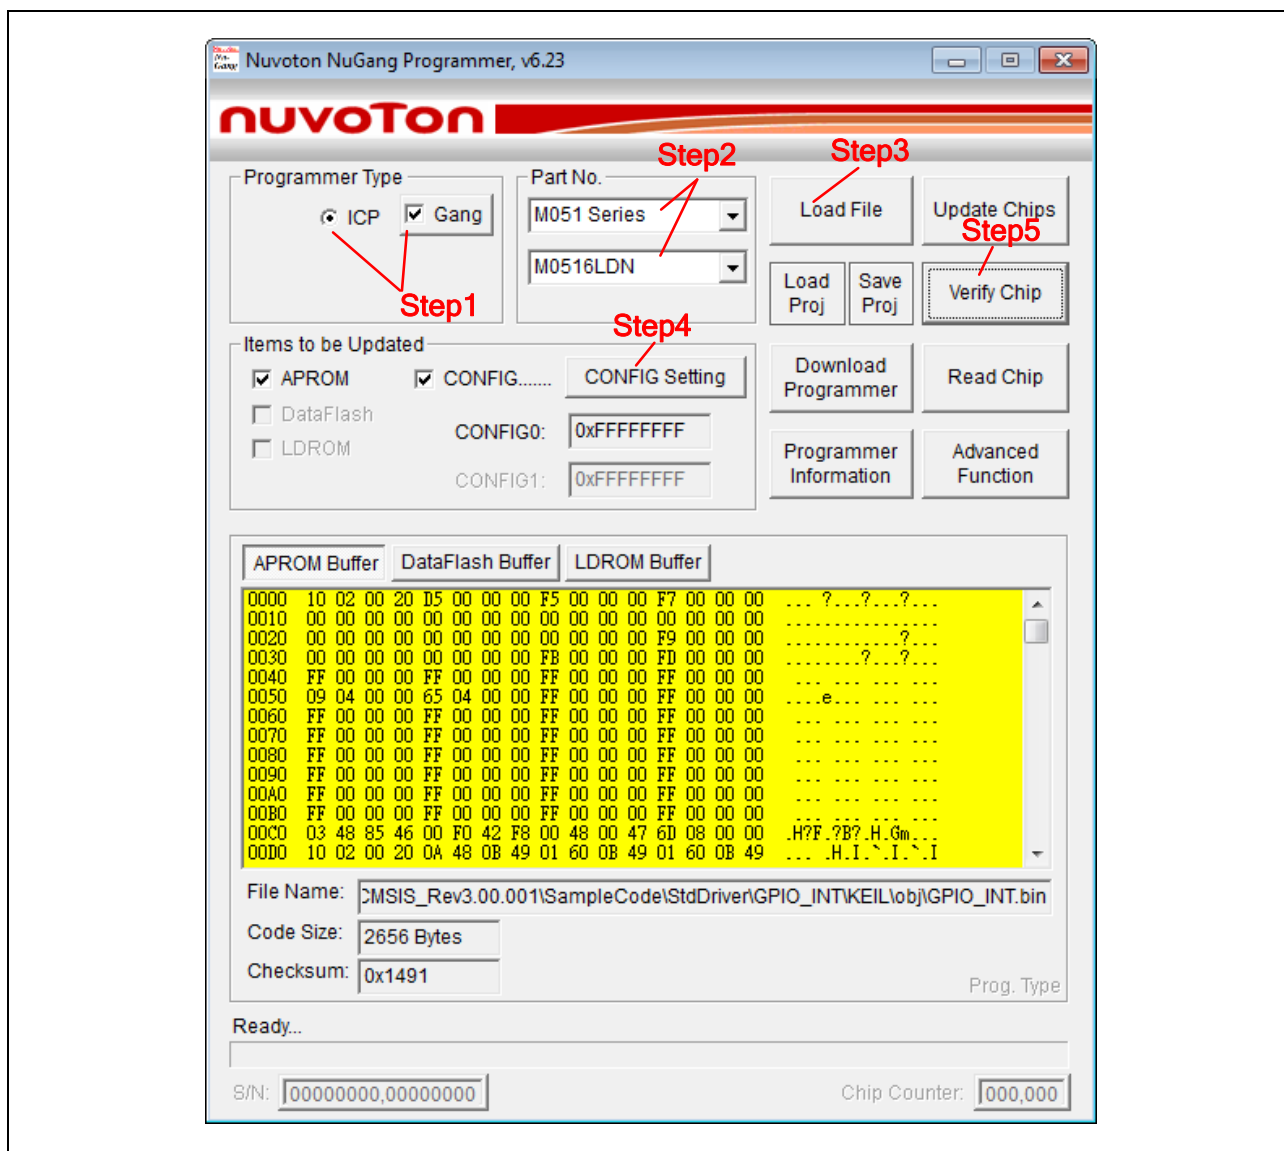 Nuvoton NuGang Programmer, v6.23
nuvoTon
Step2
Step3
Programmer Type
Part No.
ICP
Gang
M051 Series
Load File
Update Chips
Step5
M0516LDN
Load Proj
Save Proj
Verify Chip
Step1
Step4
Items to be Updated
APROM
CONFIG.......
CONFIG Setting
Download Programmer
Read Chip
DataFlash
CONFIG0:
0xFFFFFFFF
LDROM
Programmer Information
Advanced Function
CONFIG1:
0xFFFFFFFF
APROM Buffer
DataFlash Buffer
LDROM Buffer
0000 10 02 00 20 D5 00 00 00 F5 00 00 00 F7 00 00 00 ... ?...?...?...
0010 00 00 00 00 00 00 00 00 00 00 00 00 00 00 00 00 ................
0020 00 00 00 00 00 00 00 00 00 00 00 00 F9 00 00 00 ............?...
0030 00 00 00 00 00 00 00 00 FB 00 00 00 FD 00 00 00 ........?...?...
0040 FF 00 00 00 FF 00 00 00 FF 00 00 00 FF 00 00 00 ... ... ... ...
0050 09 04 00 00 65 04 00 00 FF 00 00 00 FF 00 00 00 ....e... ... ...
0060 FF 00 00 00 FF 00 00 00 FF 00 00 00 FF 00 00 00 ... ... ... ...
0070 FF 00 00 00 FF 00 00 00 FF 00 00 00 FF 00 00 00 ... ... ... ...
0080 FF 00 00 00 FF 00 00 00 FF 00 00 00 FF 00 00 00 ... ... ... ...
0090 FF 00 00 00 FF 00 00 00 FF 00 00 00 FF 00 00 00 ... ... ... ...
00A0 FF 00 00 00 FF 00 00 00 FF 00 00 00 FF 00 00 00 ... ... ... ...
00B0 FF 00 00 00 FF 00 00 00 FF 00 00 00 FF 00 00 00 ... ... ... ...
00C0 03 48 85 46 00 F0 42 F8 00 48 00 47 6D 08 00 00 .H?F.?B?.H.Gm...
00D0 10 02 00 20 0A 48 0B 49 01 60 0B 49 01 60 0B 49 ... .H.I.`.I.`.I
File Name:
CMSIS_Rev3.00.001\SampleCode\StdDriver\GPIO_INT\KEIL\obj\GPIO_INT.bin
Code Size:
2656 Bytes
Checksum:
0x1491
Prog. Type
Ready...
S/N:
00000000,00000000
Chip Counter:
000,000